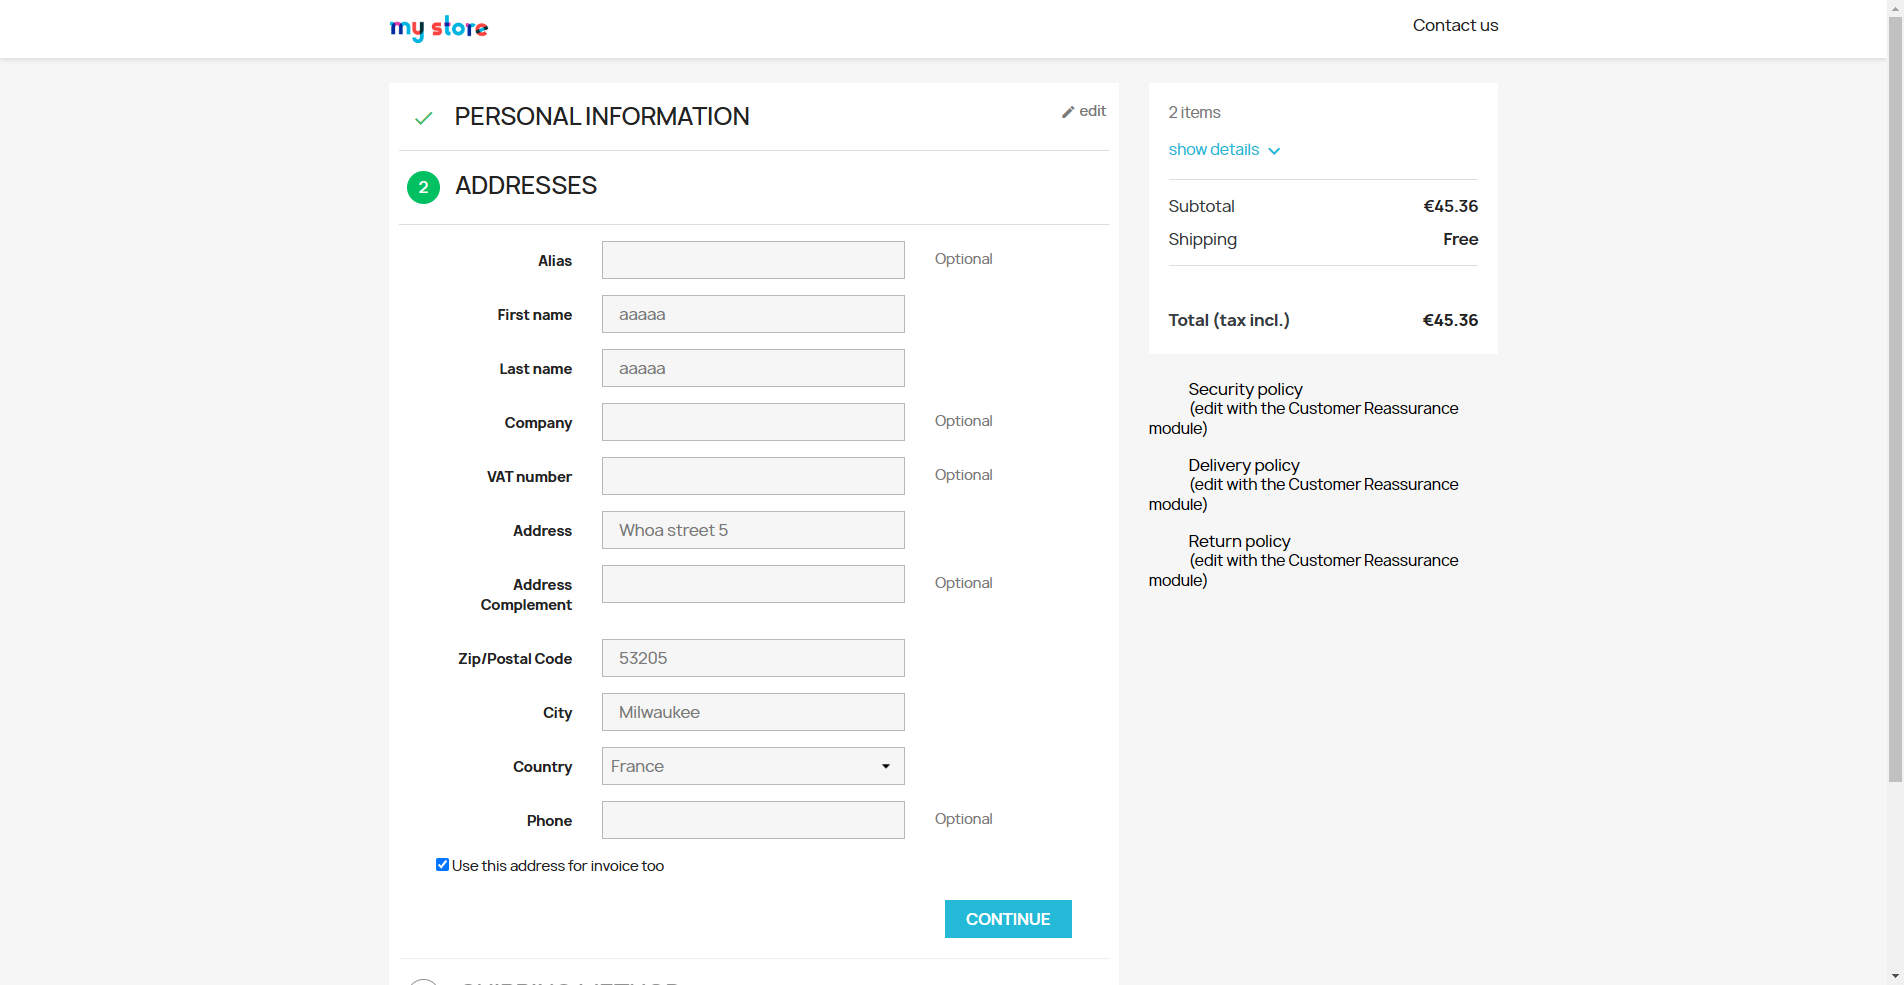 my store
Contact us
PERSONAL INFORMATION
edit
2 ADDRESSES
Alias
Optional
First name
aaaaa
Last name
aaaaa
Company
Optional
VAT number
Optional
Address
Whoa street 5
Address
Complement
Optional
Zip/Postal Code
53205
City
Milwaukee
Country
France
Phone
Optional
Use this address for invoice too
CONTINUE
SHIPPING METHOD
2 items
show details
Subtotal
€45.36
Shipping
Free
Total (tax incl.)
€45.36
Security policy
(edit with the Customer Reassurance
module)
Delivery policy
(edit with the Customer Reassurance
module)
Return policy
(edit with the Customer Reassurance
module)